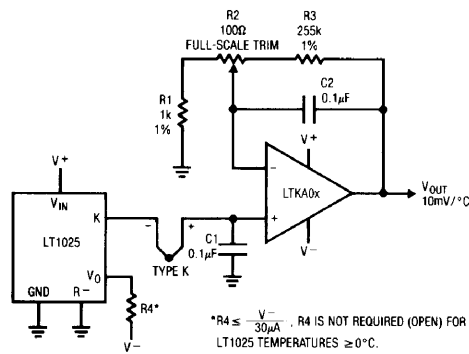 R2
100Ω
FULL-SCALE TRIM
R3
255k
1%
R1
1k
1%
C2
0.1µF
V+
V+
VIN
K
LT1025
VO
GND
R−
R4*
V−
−
+
TYPE K
C1
0.1µF
−
+
LTKA0x
V−
VOUT
10mV/°C
*R4 ≤ V−/30µA . R4 IS NOT REQUIRED (OPEN) FOR
LT1025 TEMPERATURES ≥0°C.